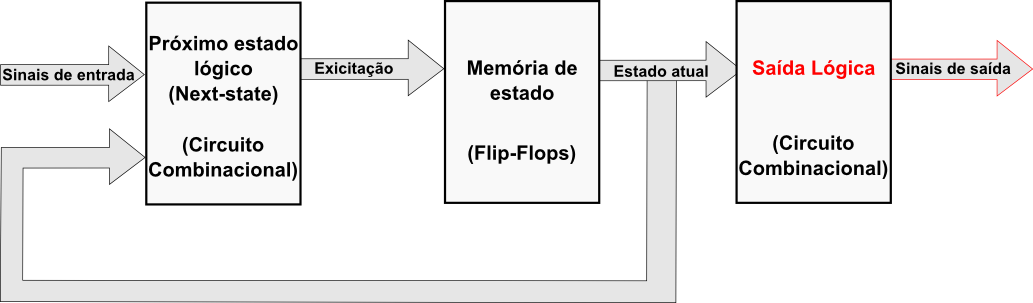 Sinais de entrada
Próximo estado
lógico
(Next-state)
(Circuito
Combinacional)
Exicitação
Memória de
estado
(Flip-Flops)
Estado atual
Saída Lógica
(Circuito
Combinacional)
Sinais de saída